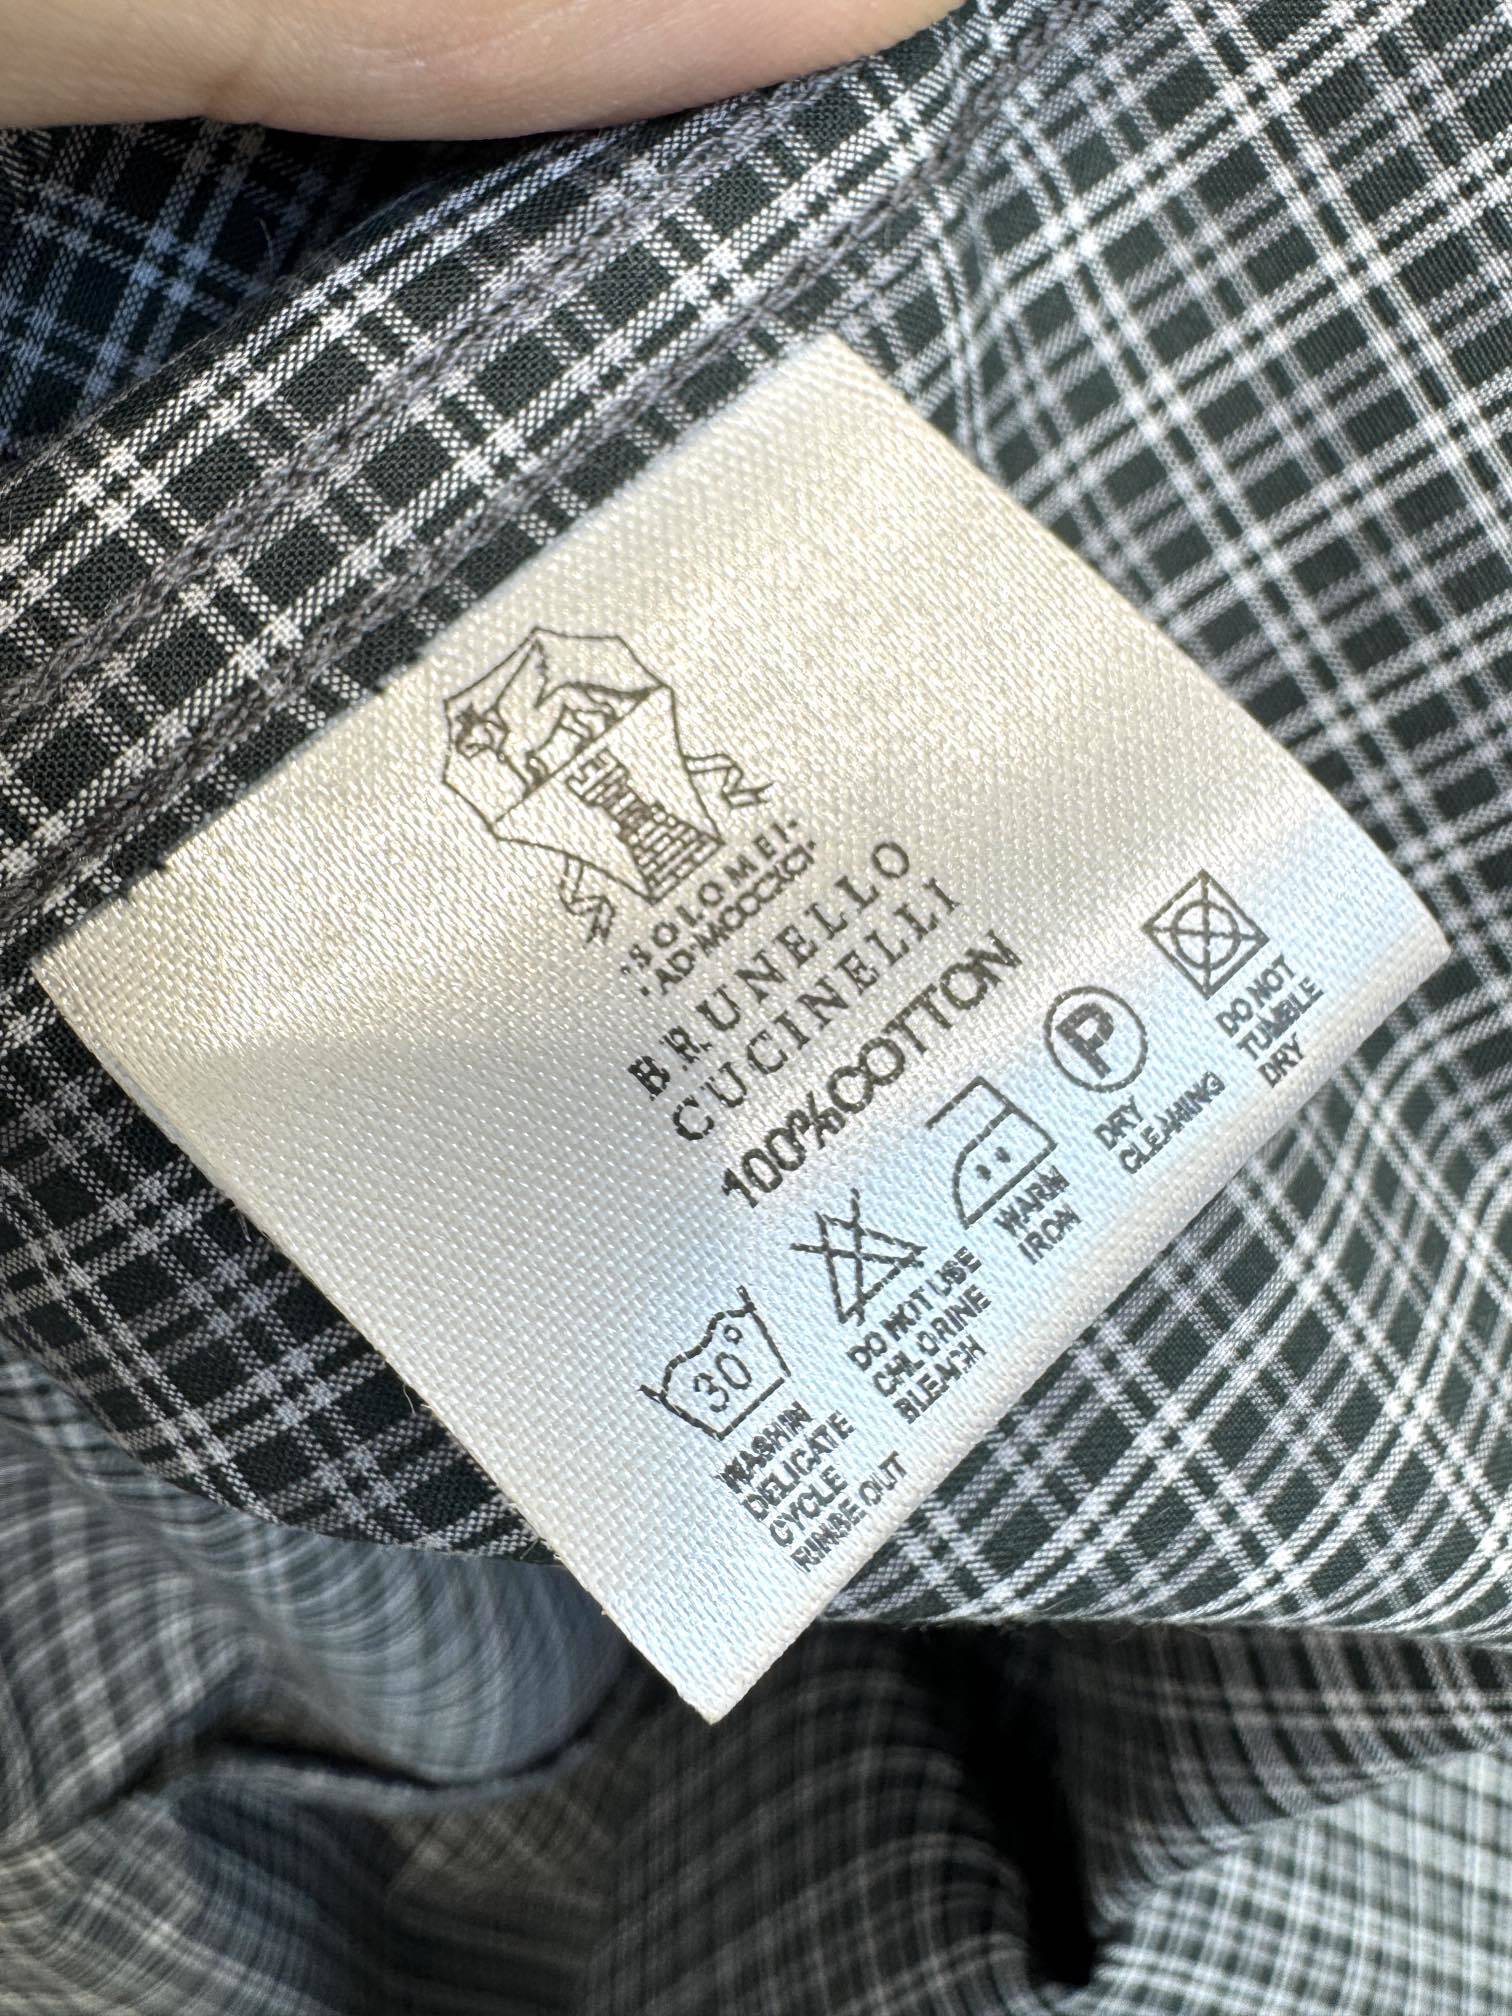 ·SOLOMEI·
·AD·MCCCXCI·
BRUNELLO
CUCINELLI
100%COTTON
30°
WASH IN
DELICATE
CYCLE
RINSE.OUT
DO NOT USE
CHLORINE
BLEACH
WARM
IRON
P
DRY
CLEANING
DO NOT
TUMBLE
DRY